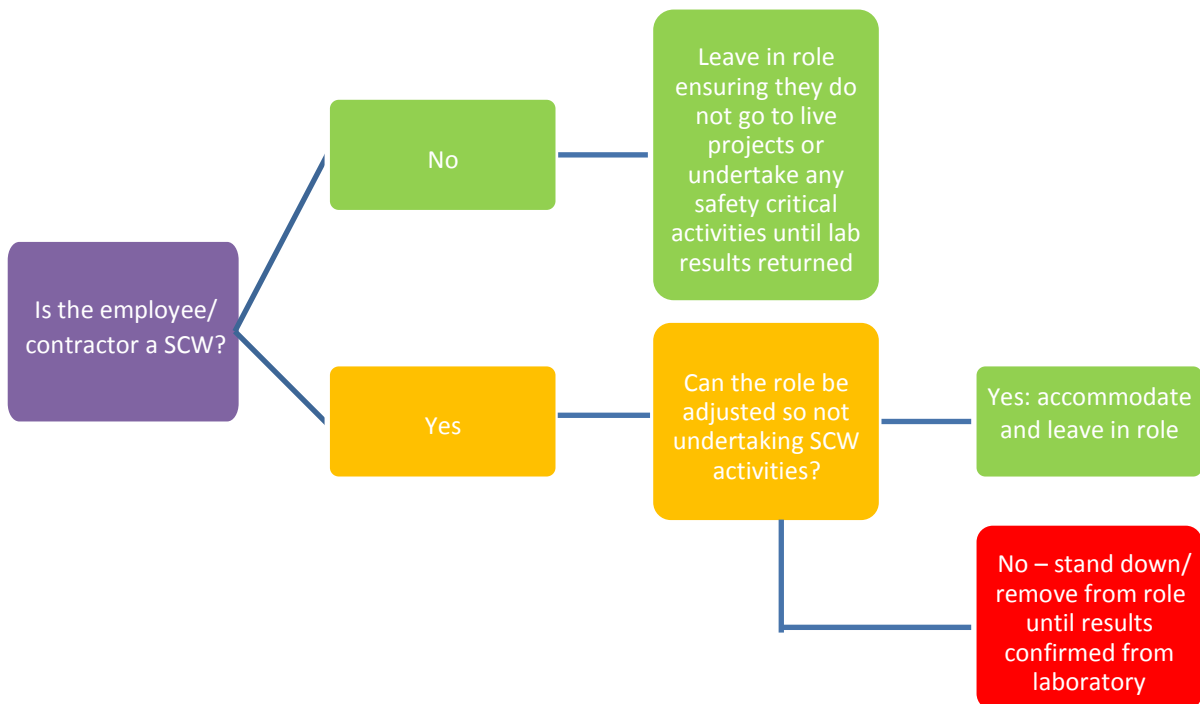 Is the employee/
contractor a SCW?
No
Leave in role
ensuring they do
not go to live
projects or
undertake any
safety critical
activities until lab
results returned
Yes
Can the role be
adjusted so not
undertaking SCW
activities?
Yes: accommodate
and leave in role
No – stand down/
remove from role
until results
confirmed from
laboratory